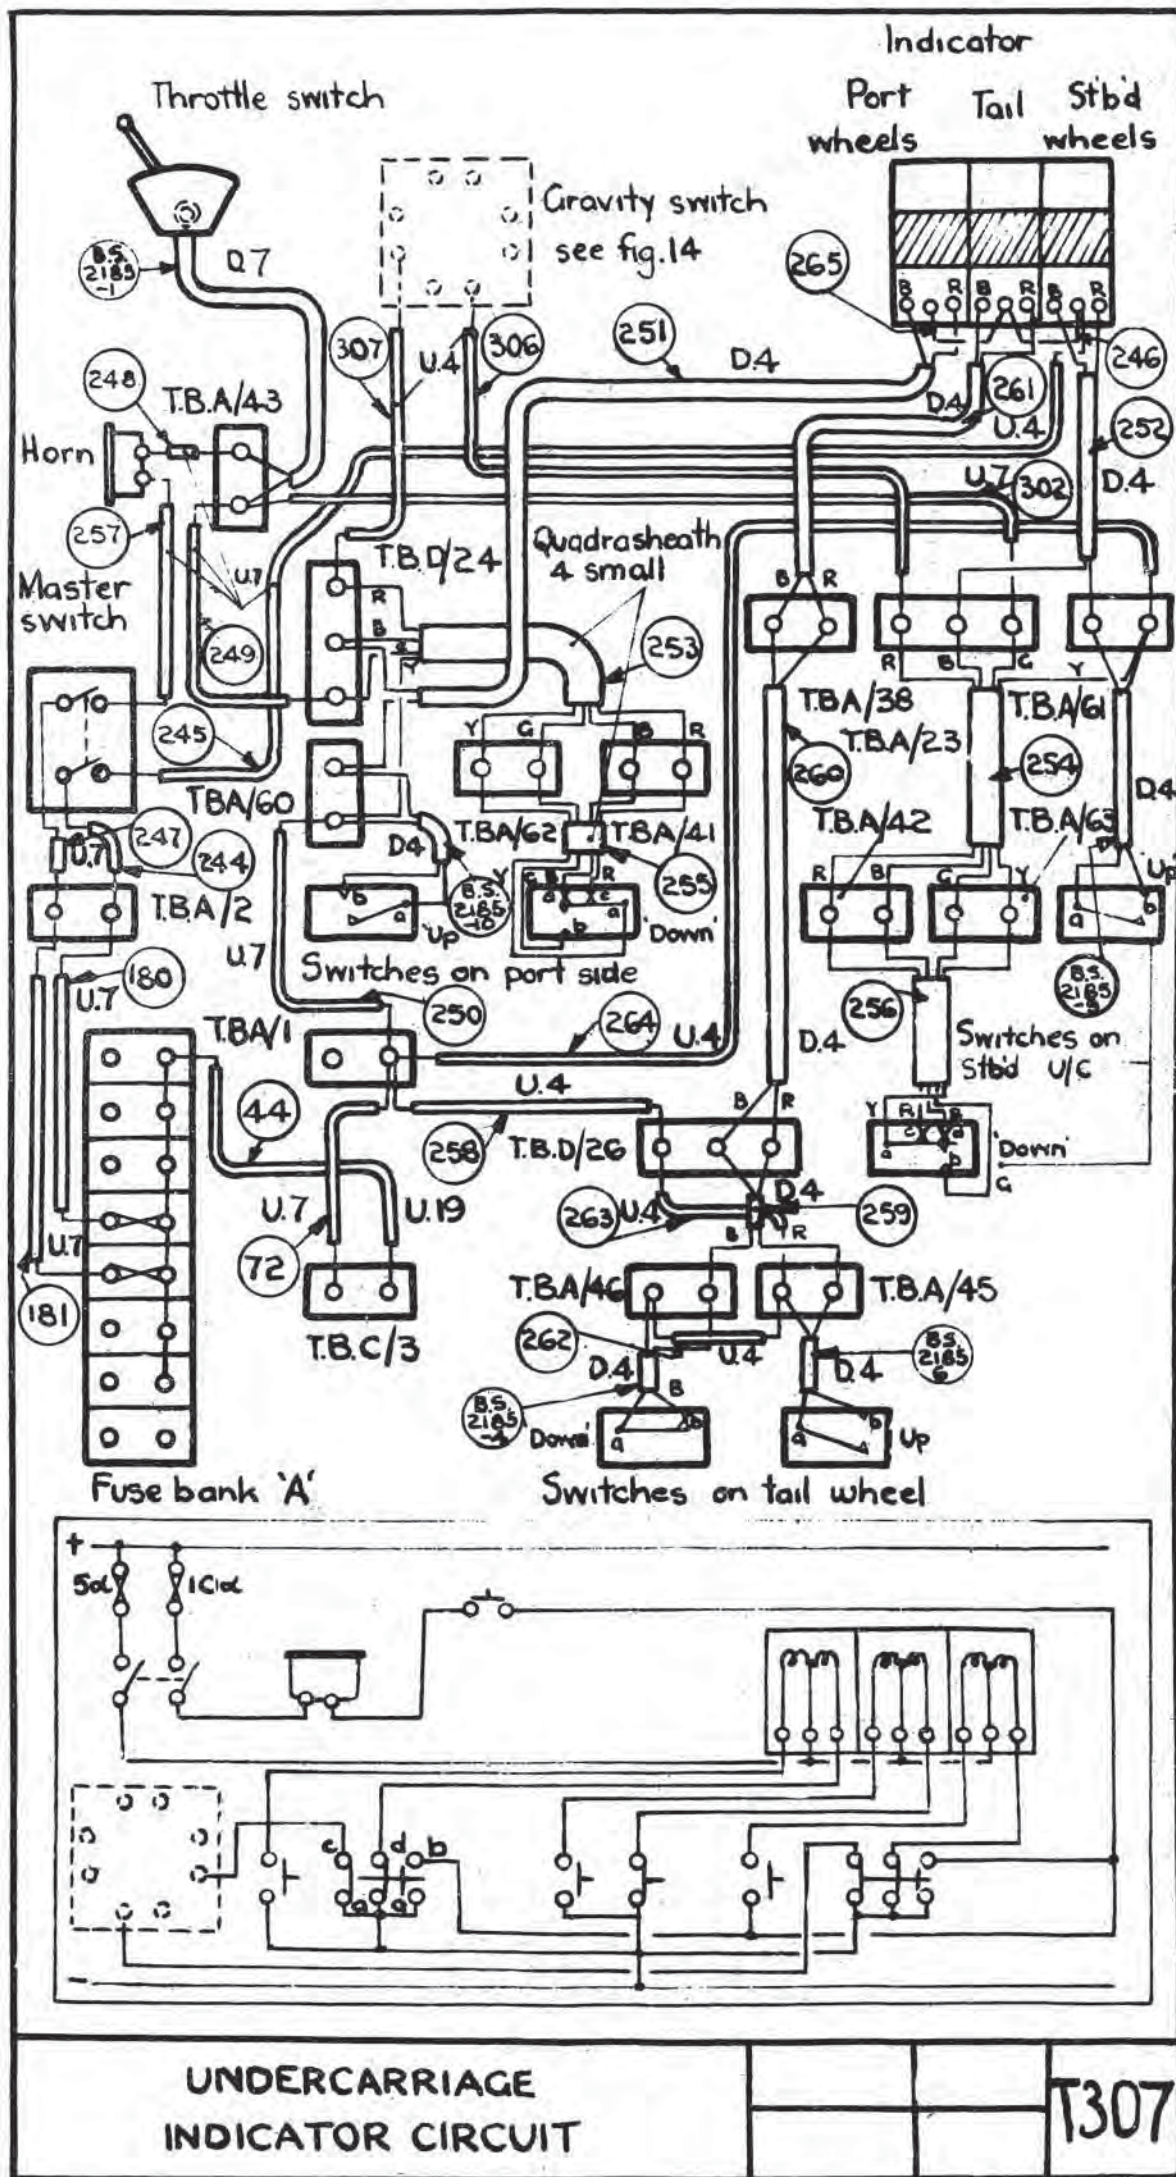 Indicator
Port wheels
Tail
Stb'd wheels
Throttle switch
Gravity switch
see fig.14
B.S. 2185 -1
D.7
265
B R B R B R
307
U.4
306
251
D.4
246
248
T.B.A/43
D.4
261
U.4
252
Horn
U.7
302
D.4
257
T.B.D/24
Quadrasheath
4 small
Master
switch
U.7
249
R
B
G
Y
253
B R
R B G Y
245
Y G B R
T.B.A/38
T.B.A/61
T.B.A/23
260
254
D.4
TBA/60
247
U.7
244
D4
T.B.A/62
T.B.A/41
T.B.A/42
T.B.A/63
T.B.A/2
B.S. 2185 -10
255
R B G Y
'Up'
a b
'Up'
a b
'Down'
U.7
Switches on port side
180
U.7
T.B.A/1
250
264
U.4
D.4
256
Switches on
Stb'd U/C
44
U.4
258
T.B.D/26
B R
Y R
'Down'
G
U.7
U.19
263
U.4
D.4
259
B R
72
U.7
181
T.B.A/46
T.B.A/45
T.B.C/3
262
U.4
D.4
B
B.S. 2185 -4
D.4
B.S. 2185 6
'Down'
a b
a b
Up
Fuse bank 'A'
Switches on tail wheel
+
5a
10a
c d b
a a
-
UNDERCARRIAGE
INDICATOR CIRCUIT
T307